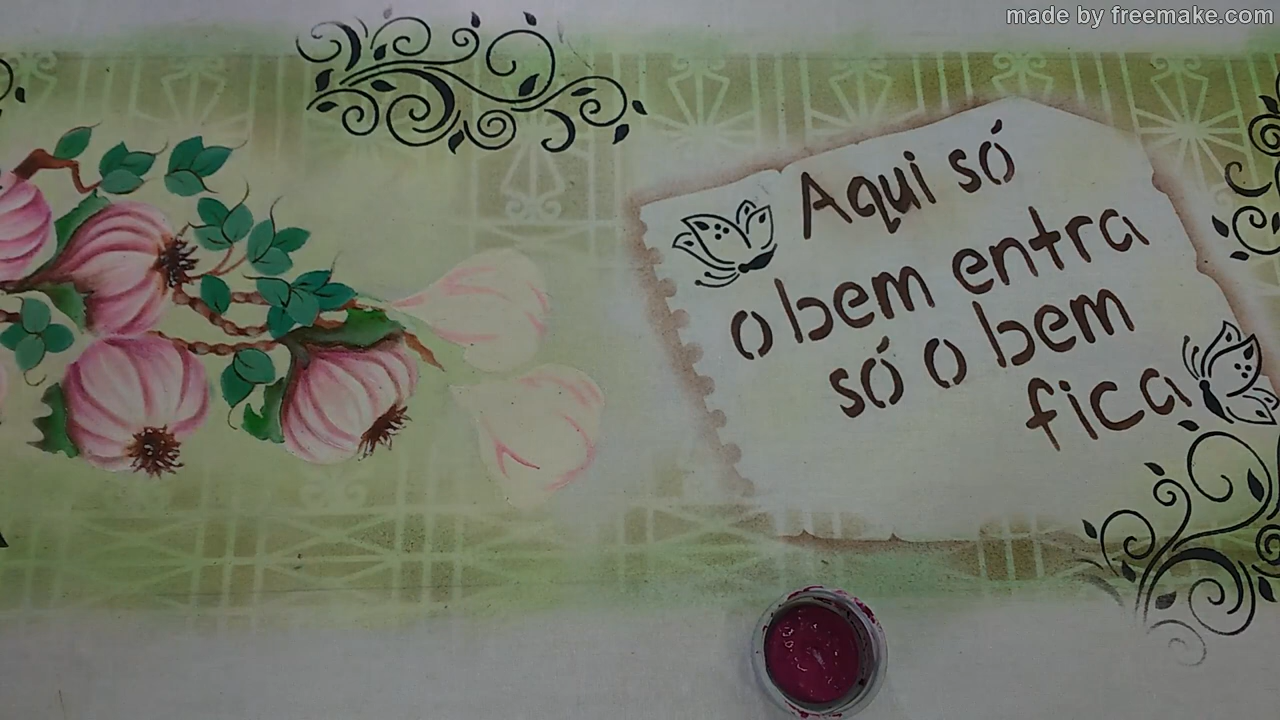 made by freemake.com
Aqui só
o bem entra
só o bem
fica